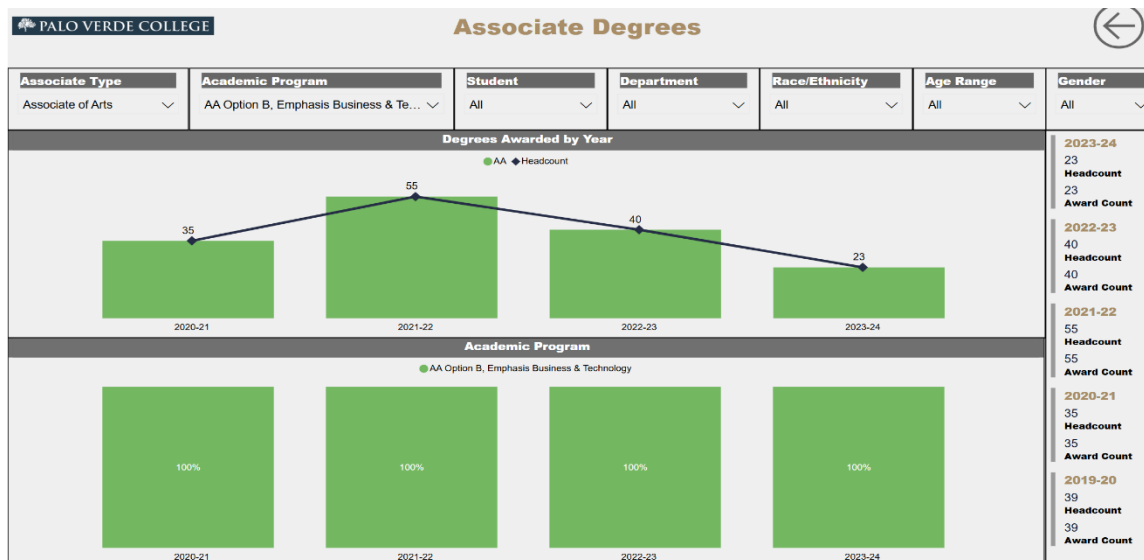 PALO VERDE COLLEGE
Associate Degrees
Associate Type
Associate of Arts
Academic Program
AA Option B, Emphasis Business & Te...
Student
All
Department
All
Race/Ethnicity
All
Age Range
All
Gender
All
Degrees Awarded by Year
AA Headcount
35
55
40
23
2020-21 2021-22 2022-23 2023-24
Academic Program
AA Option B, Emphasis Business & Technology
100% 100% 100% 100%
2020-21 2021-22 2022-23 2023-24
2023-24
23
Headcount
23
Award Count
2022-23
40
Headcount
40
Award Count
2021-22
55
Headcount
55
Award Count
2020-21
35
Headcount
35
Award Count
2019-20
39
Headcount
39
Award Count